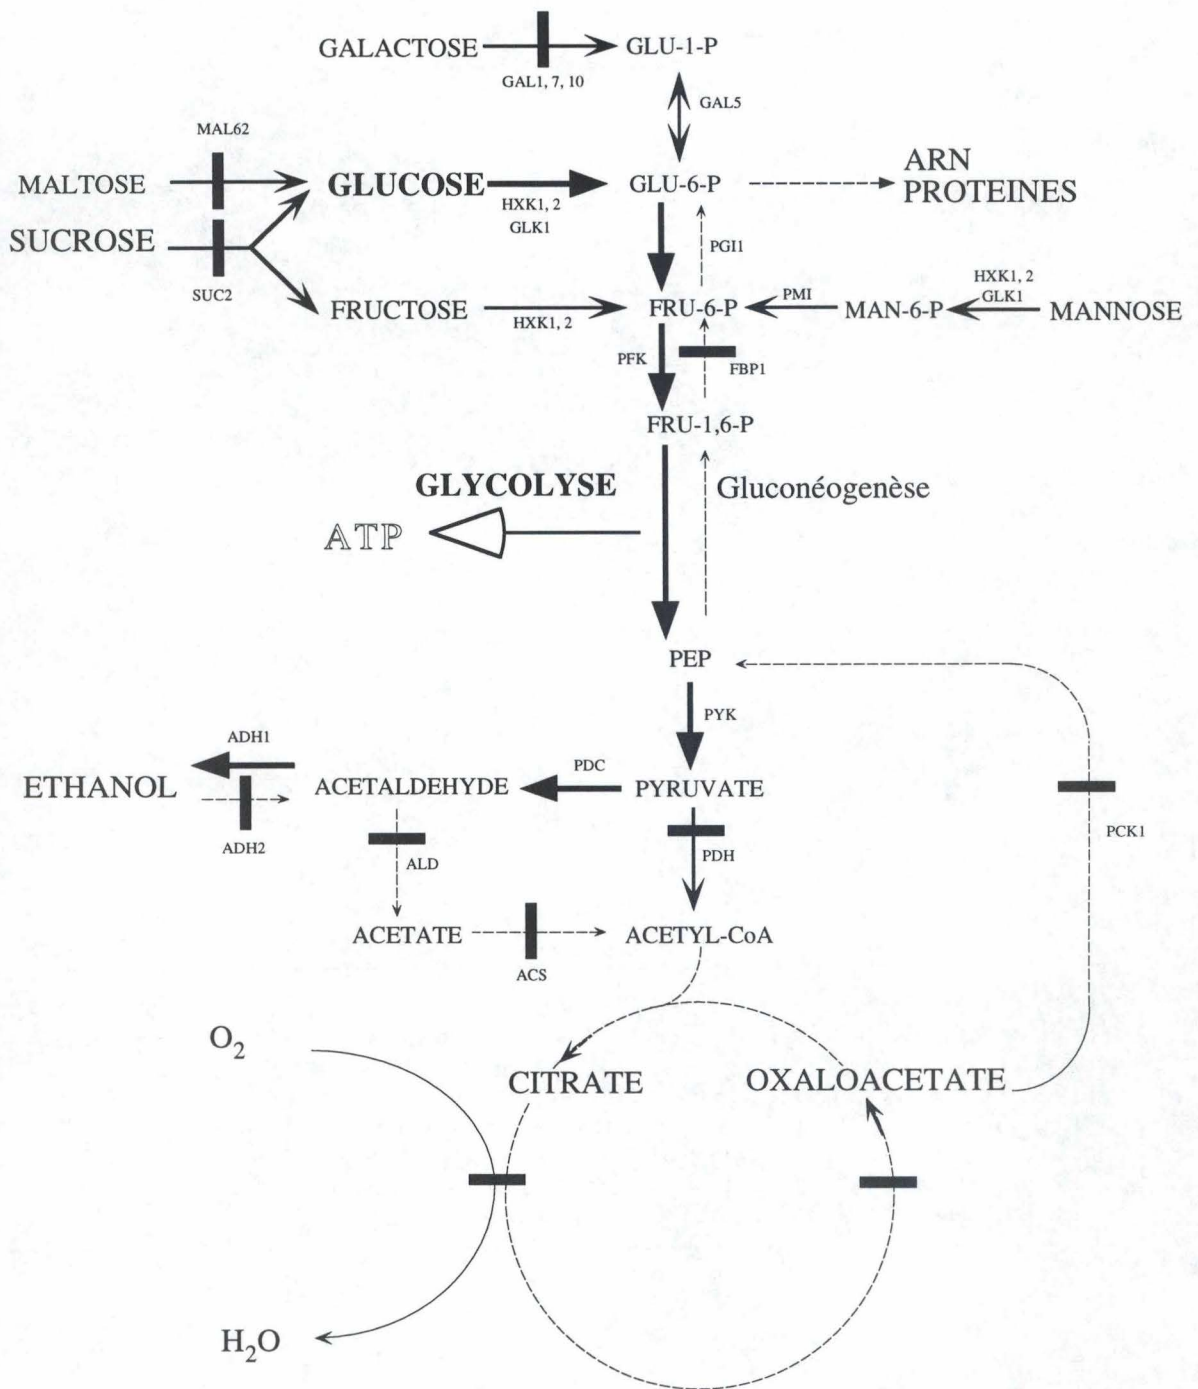 GALACTOSE
GLU-1-P
GAL1, 7, 10
GAL5
MAL62
MALTOSE
GLUCOSE
GLU-6-P
ARN
PROTEINES
HXK1, 2
GLK1
SUCROSE
PGI1
SUC2
FRUCTOSE
HXK1, 2
FRU-6-P
PMI
MAN-6-P
HXK1, 2
GLK1
MANNOSE
PFK
FBP1
FRU-1,6-P
GLYCOLYSE
Gluconéogenèse
ATP
PEP
PYK
ADH1
ETHANOL
ADH2
ACETALDEHYDE
PDC
PYRUVATE
PCK1
ALD
PDH
ACETATE
ACS
ACETYL-CoA
O2
CITRATE
OXALOACETATE
H2O